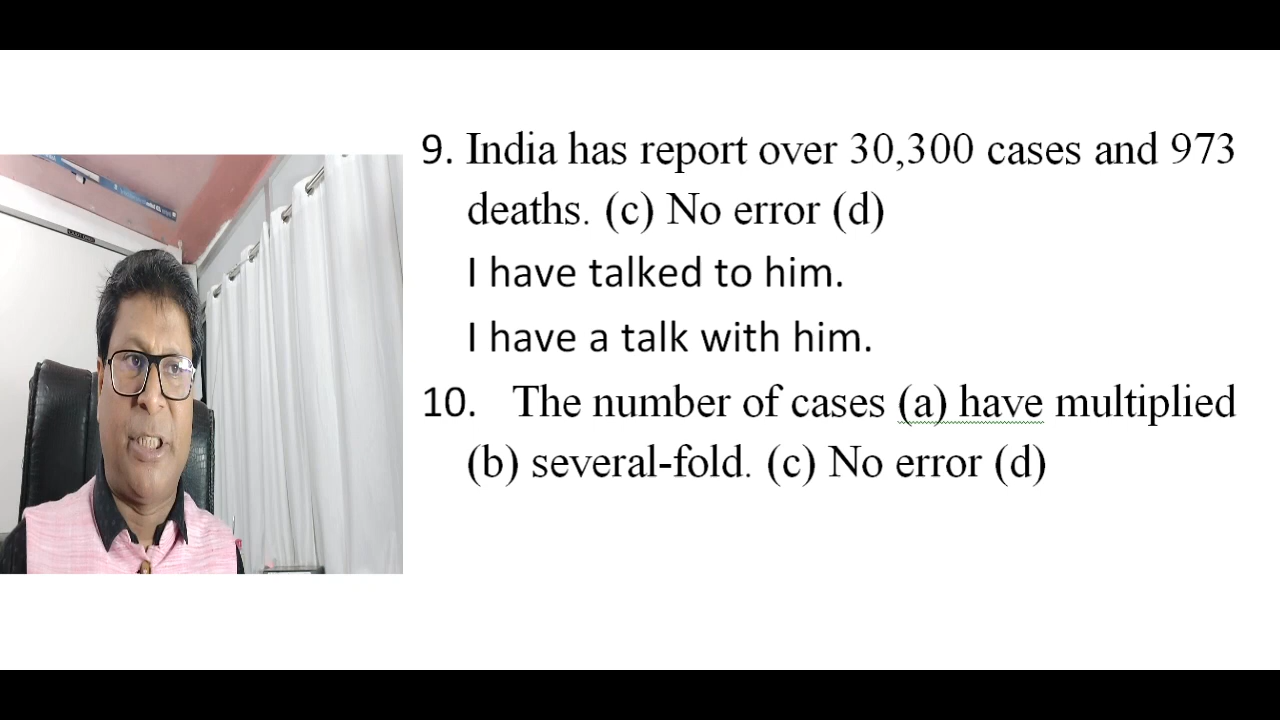 9. India has report over 30,300 cases and 973
deaths. (c) No error (d)
I have talked to him.
I have a talk with him.
10. The number of cases (a) have multiplied
(b) several-fold. (c) No error (d)